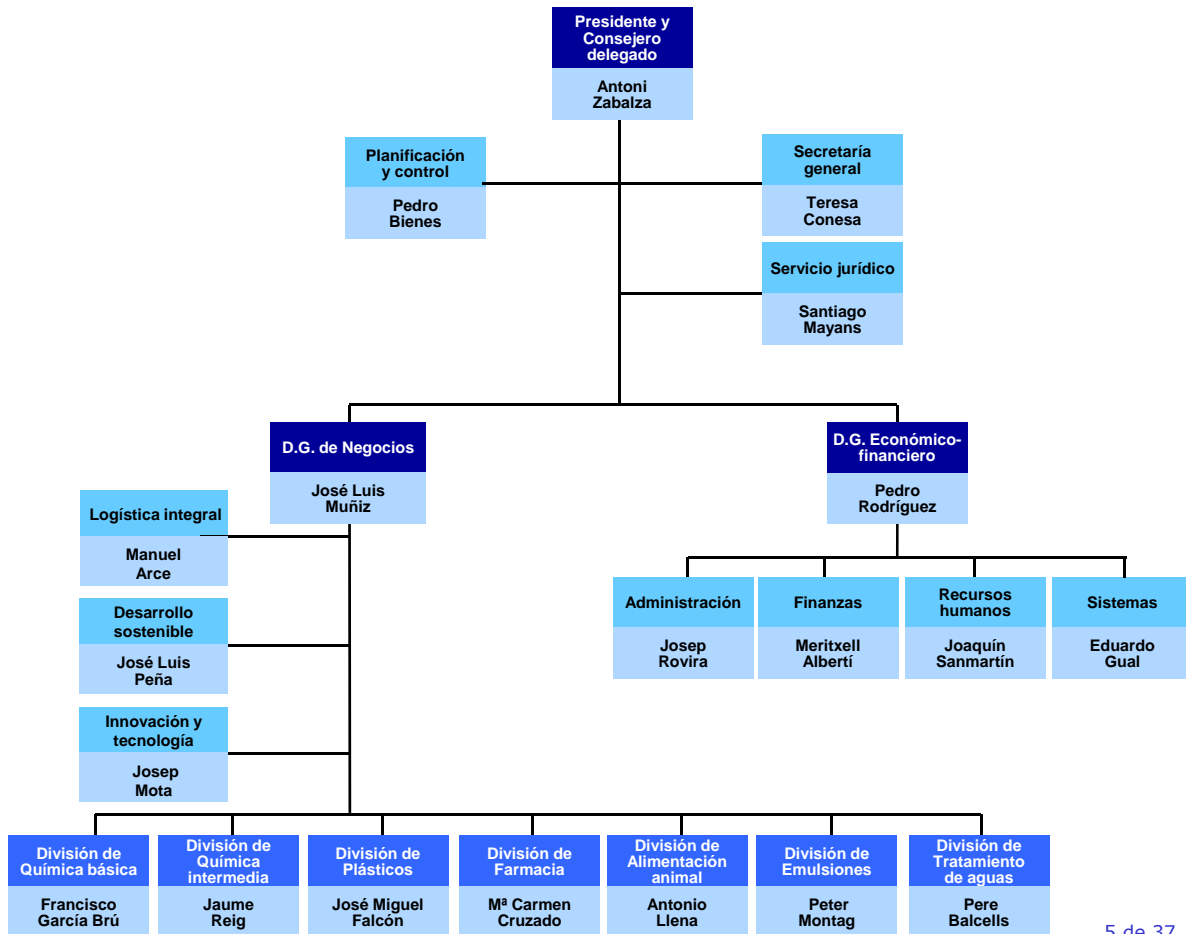 Presidente y
Consejero
delegado
Antoni
Zabalza
Planificación
y control
Pedro
Bienes
Secretaría
general
Teresa
Conesa
Servicio jurídico
Santiago
Mayans
D.G. de Negocios
José Luis
Muñiz
D.G. Económico-
financiero
Pedro
Rodríguez
Logística integral
Manuel
Arce
Desarrollo
sostenible
José Luis
Peña
Innovación y
tecnología
Josep
Mota
Administración
Josep
Rovira
Finanzas
Meritxell
Albertí
Recursos
humanos
Joaquín
Sanmartín
Sistemas
Eduardo
Gual
División de
Química básica
Francisco
García Brú
División de
Química
intermedia
Jaume
Reig
División de
Plásticos
José Miguel
Falcón
División de
Farmacia
Mª Carmen
Cruzado
División de
Alimentación
animal
Antonio
Llena
División de
Emulsiones
Peter
Montag
División de
Tratamiento
de aguas
Pere
Balcells
5 de 37